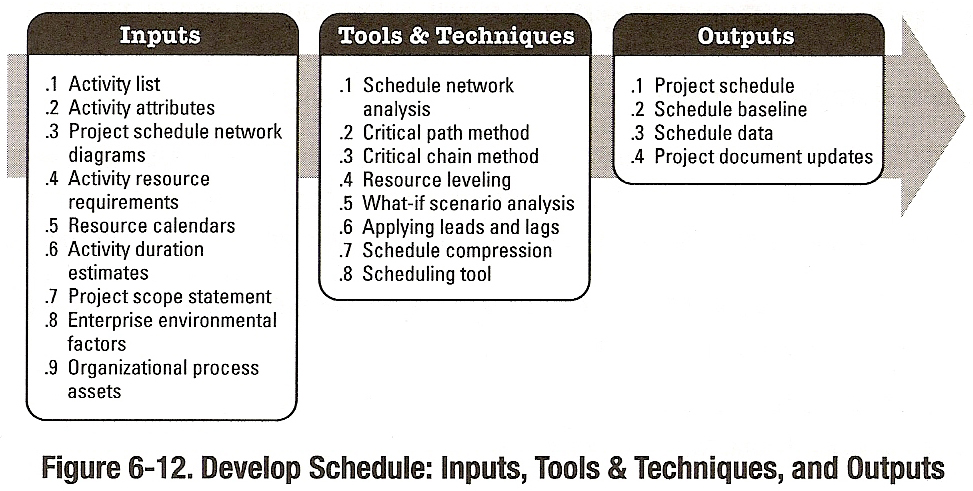 Inputs
.1 Activity list
.2 Activity attributes
.3 Project schedule network
diagrams
.4 Activity resource
requirements
.5 Resource calendars
.6 Activity duration
estimates
.7 Project scope statement
.8 Enterprise environmental
factors
.9 Organizational process
assets
Tools & Techniques
.1 Schedule network
analysis
.2 Critical path method
.3 Critical chain method
.4 Resource leveling
.5 What-if scenario analysis
.6 Applying leads and lags
.7 Schedule compression
.8 Scheduling tool
Outputs
.1 Project schedule
.2 Schedule baseline
.3 Schedule data
.4 Project document updates
Figure 6-12. Develop Schedule: Inputs, Tools & Techniques, and Outputs